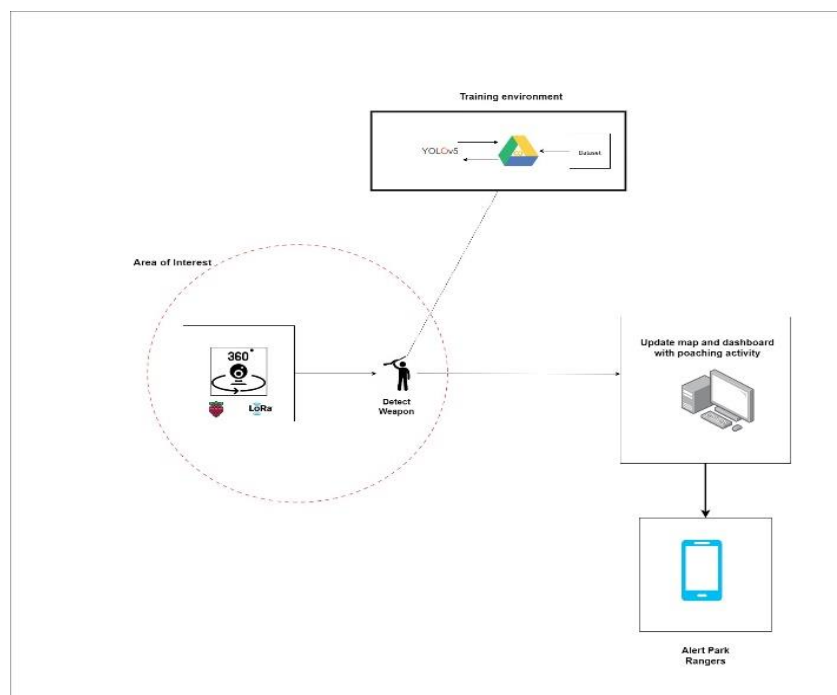 Training environment
YOLOv5
Dataset
Area of Interest
360°
LoRa
Detect
Weapon
Update map and dashboard
with poaching activity
Alert Park
Rangers